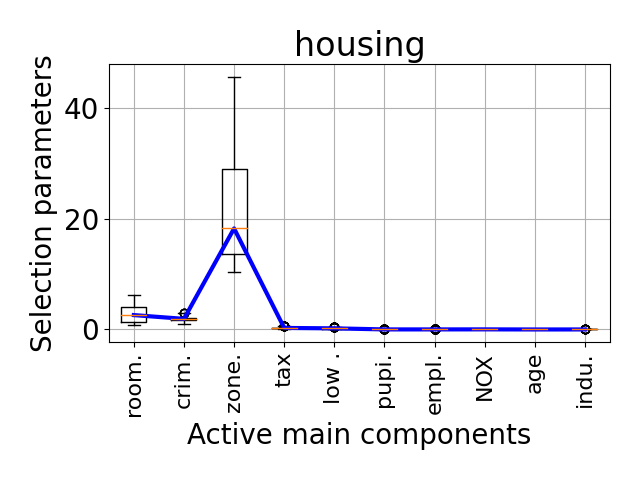 housing
Selection parameters
40
20
0
room.
crim.
zone.
tax
low .
pupi.
empl.
NOX
age
indu.
Active main components